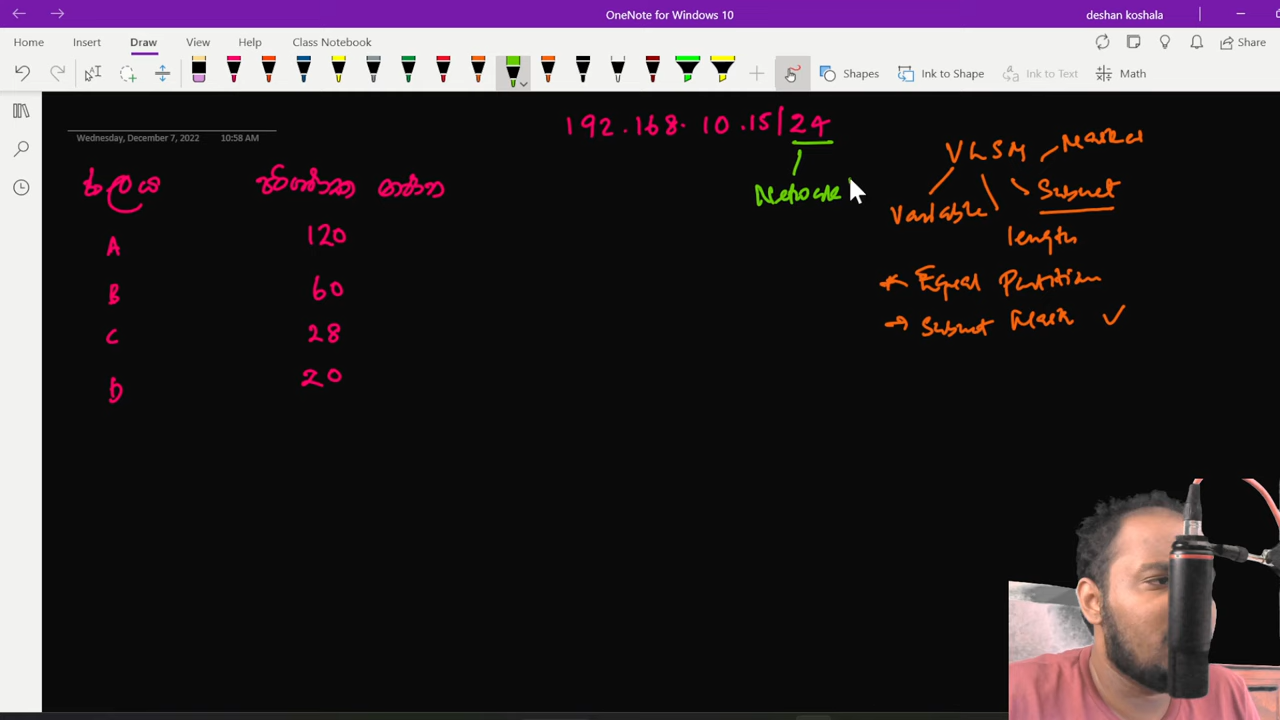 OneNote for Windows 10
deshan koshala
Home Insert Draw View Help Class Notebook
Share
Shapes Ink to Shape Ink to Text Math
Wednesday, December 7, 2022 10:58 AM
192.168.10.15/24
Network
VLSM
Variable
Subnet
length
* Equal Partition
→ Subnet Mask ✓
ජාලය
A 120
B 60
C 28
D 20